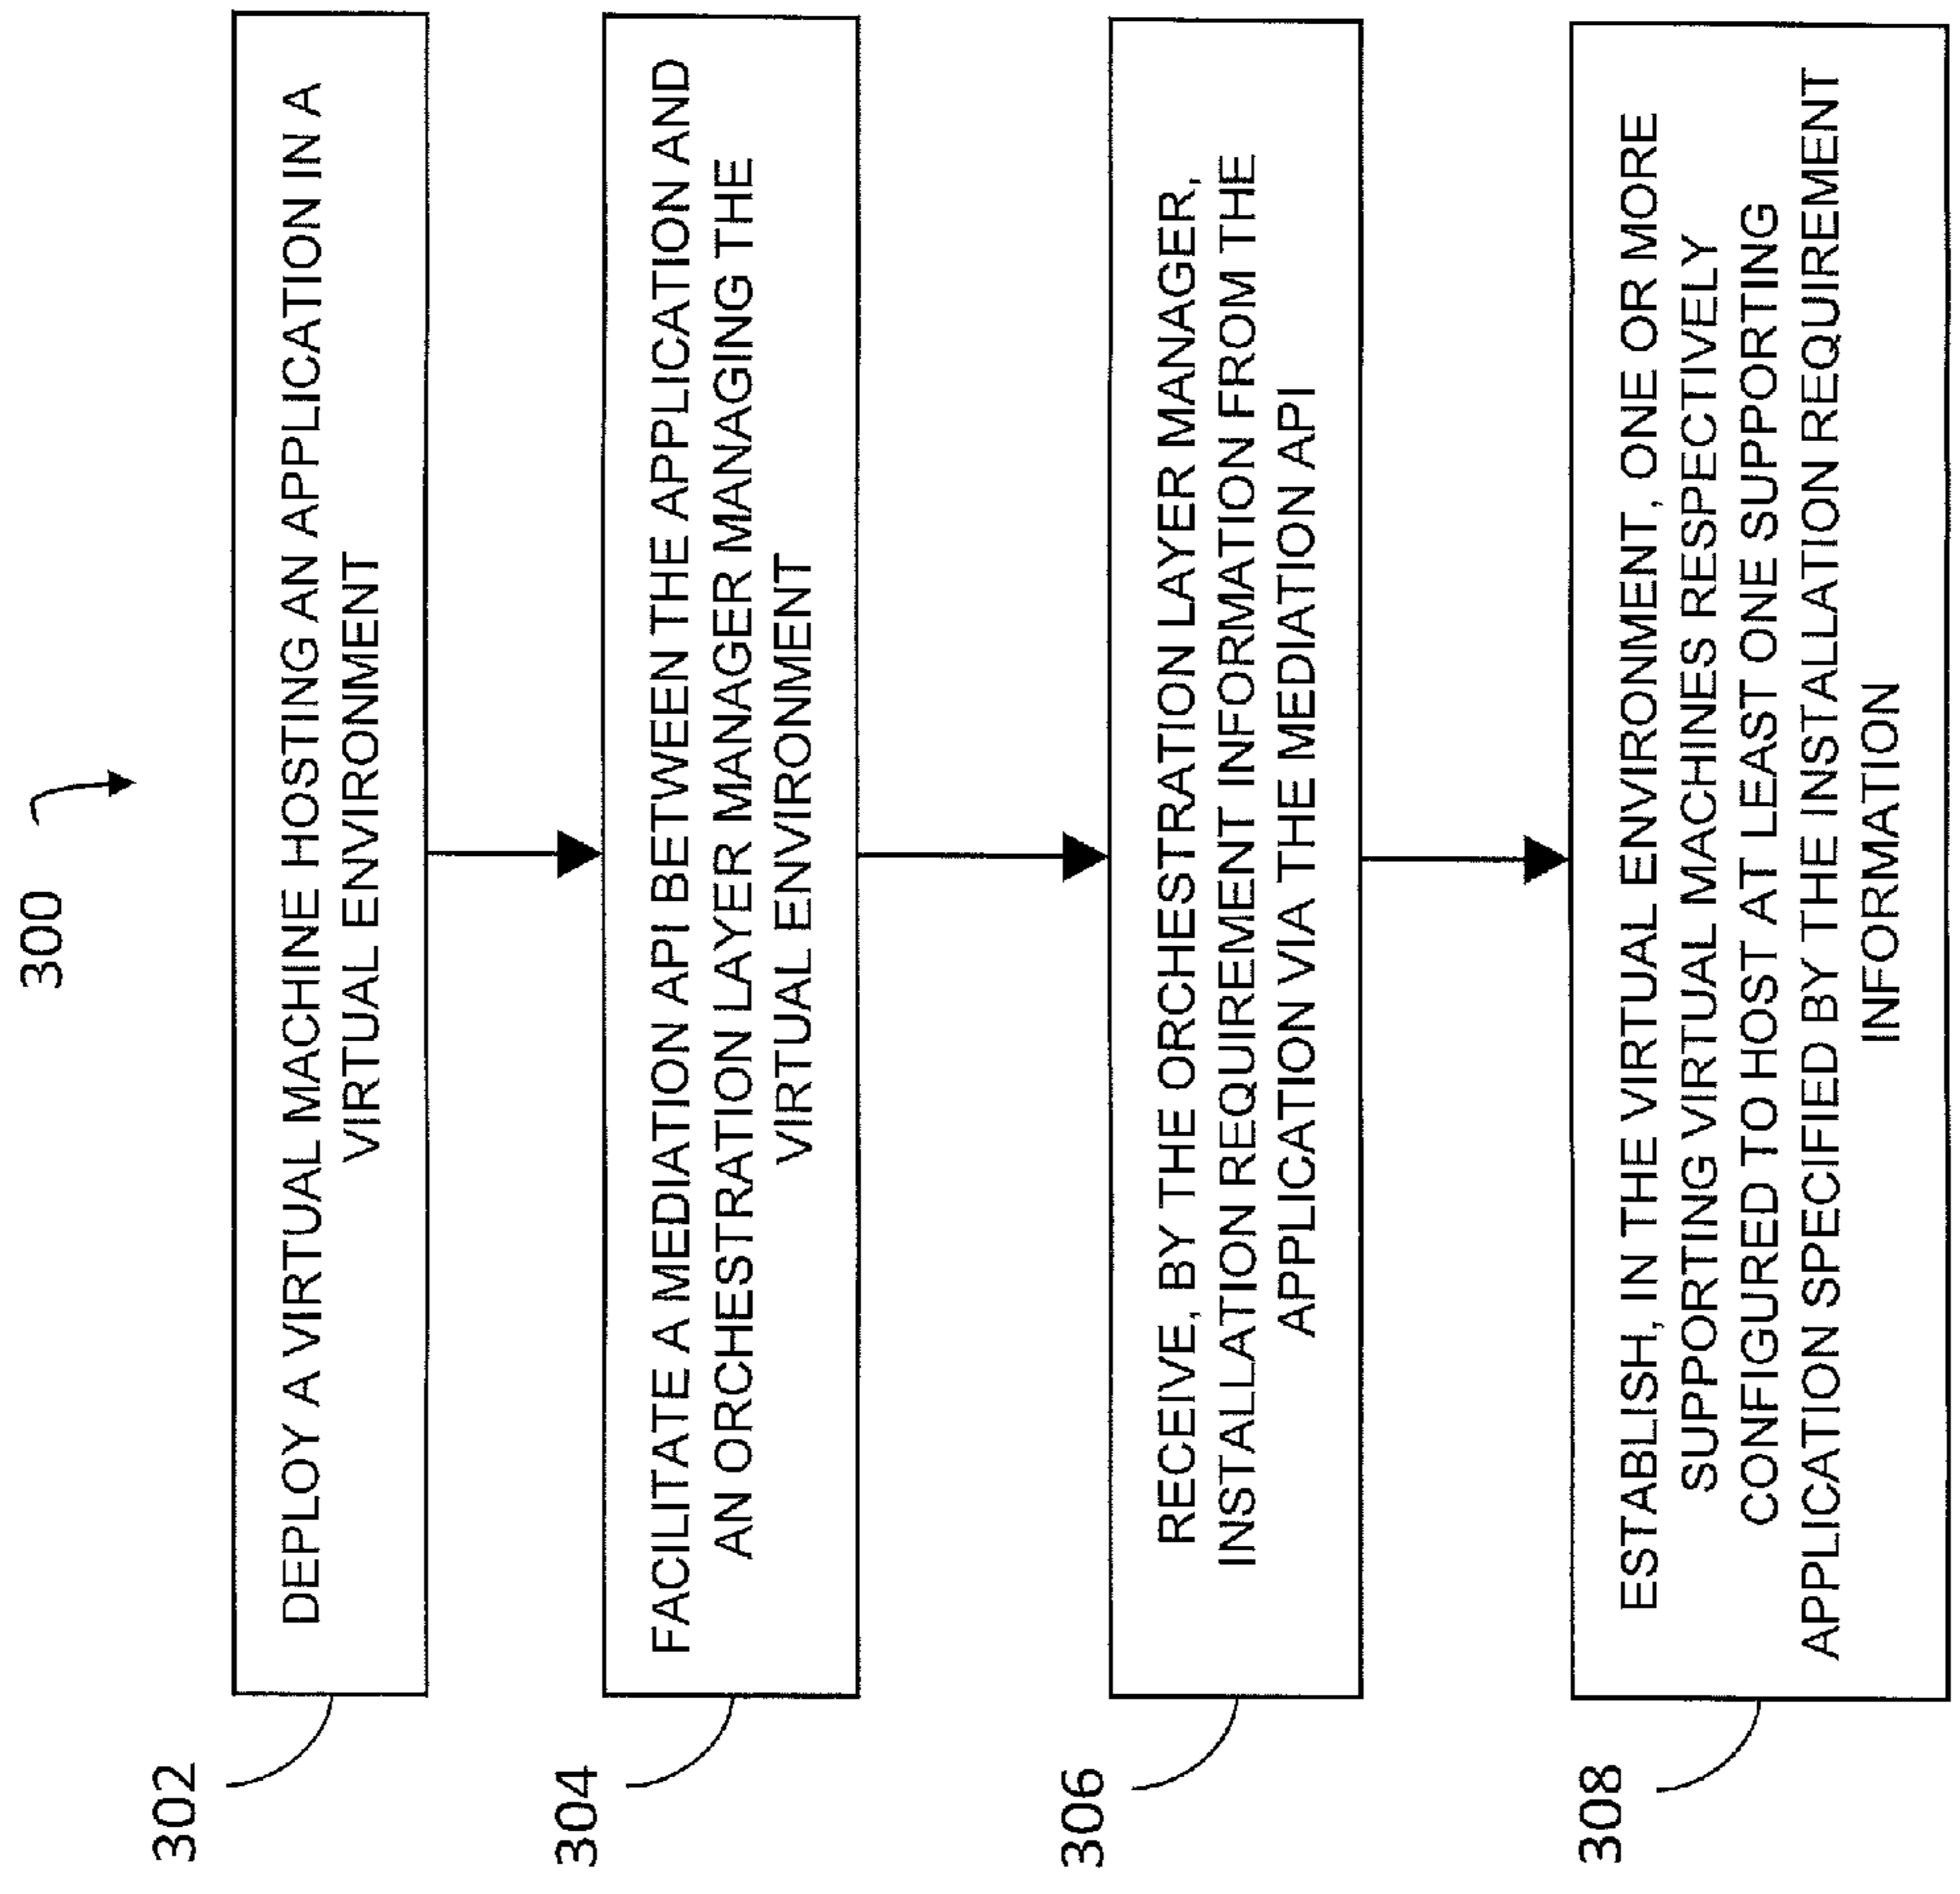 300
302
DEPLOY A VIRTUAL MACHINE HOSTING AN APPLICATION IN A
VIRTUAL ENVIRONMENT
304
FACILITATE A MEDIATION API BETWEEN THE APPLICATION AND
AN ORCHESTRATION LAYER MANAGER MANAGING THE
VIRTUAL ENVIRONMENT
306
RECEIVE, BY THE ORCHESTRATION LAYER MANAGER,
INSTALLATION REQUIREMENT INFORMATION FROM THE
APPLICATION VIA THE MEDIATION API
308
ESTABLISH, IN THE VIRTUAL ENVIRONMENT, ONE OR MORE
SUPPORTING VIRTUAL MACHINES RESPECTIVELY
CONFIGURED TO HOST AT LEAST ONE SUPPORTING
APPLICATION SPECIFIED BY THE INSTALLATION REQUIREMENT
INFORMATION